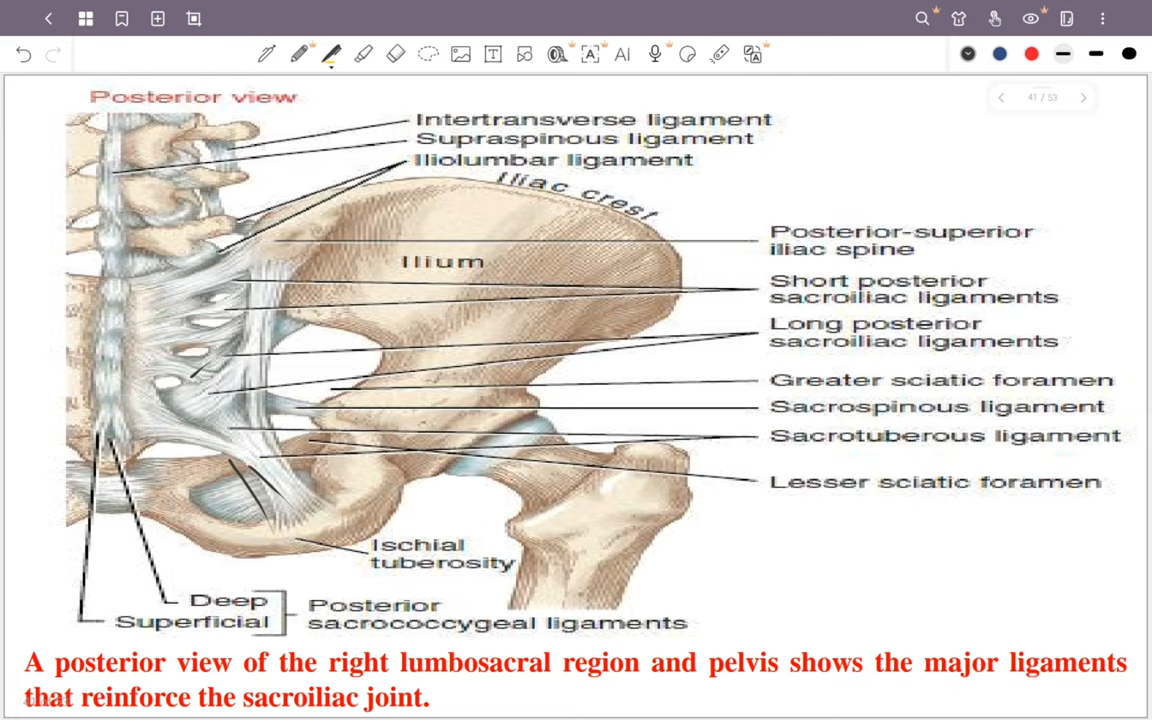 41 / 53
Posterior view
Intertransverse ligament
Supraspinous ligament
Iliolumbar ligament
Iliac crest
Posterior-superior
iliac spine
Ilium
Short posterior
sacroiliac ligaments
Long posterior
sacroiliac ligaments
Greater sciatic foramen
Sacrospinous ligament
Sacrotuberous ligament
Lesser sciatic foramen
Ischial
tuberosity
Deep
Superficial
Posterior
sacrococcygeal ligaments
A posterior view of the right lumbosacral region and pelvis shows the major ligaments
that reinforce the sacroiliac joint.